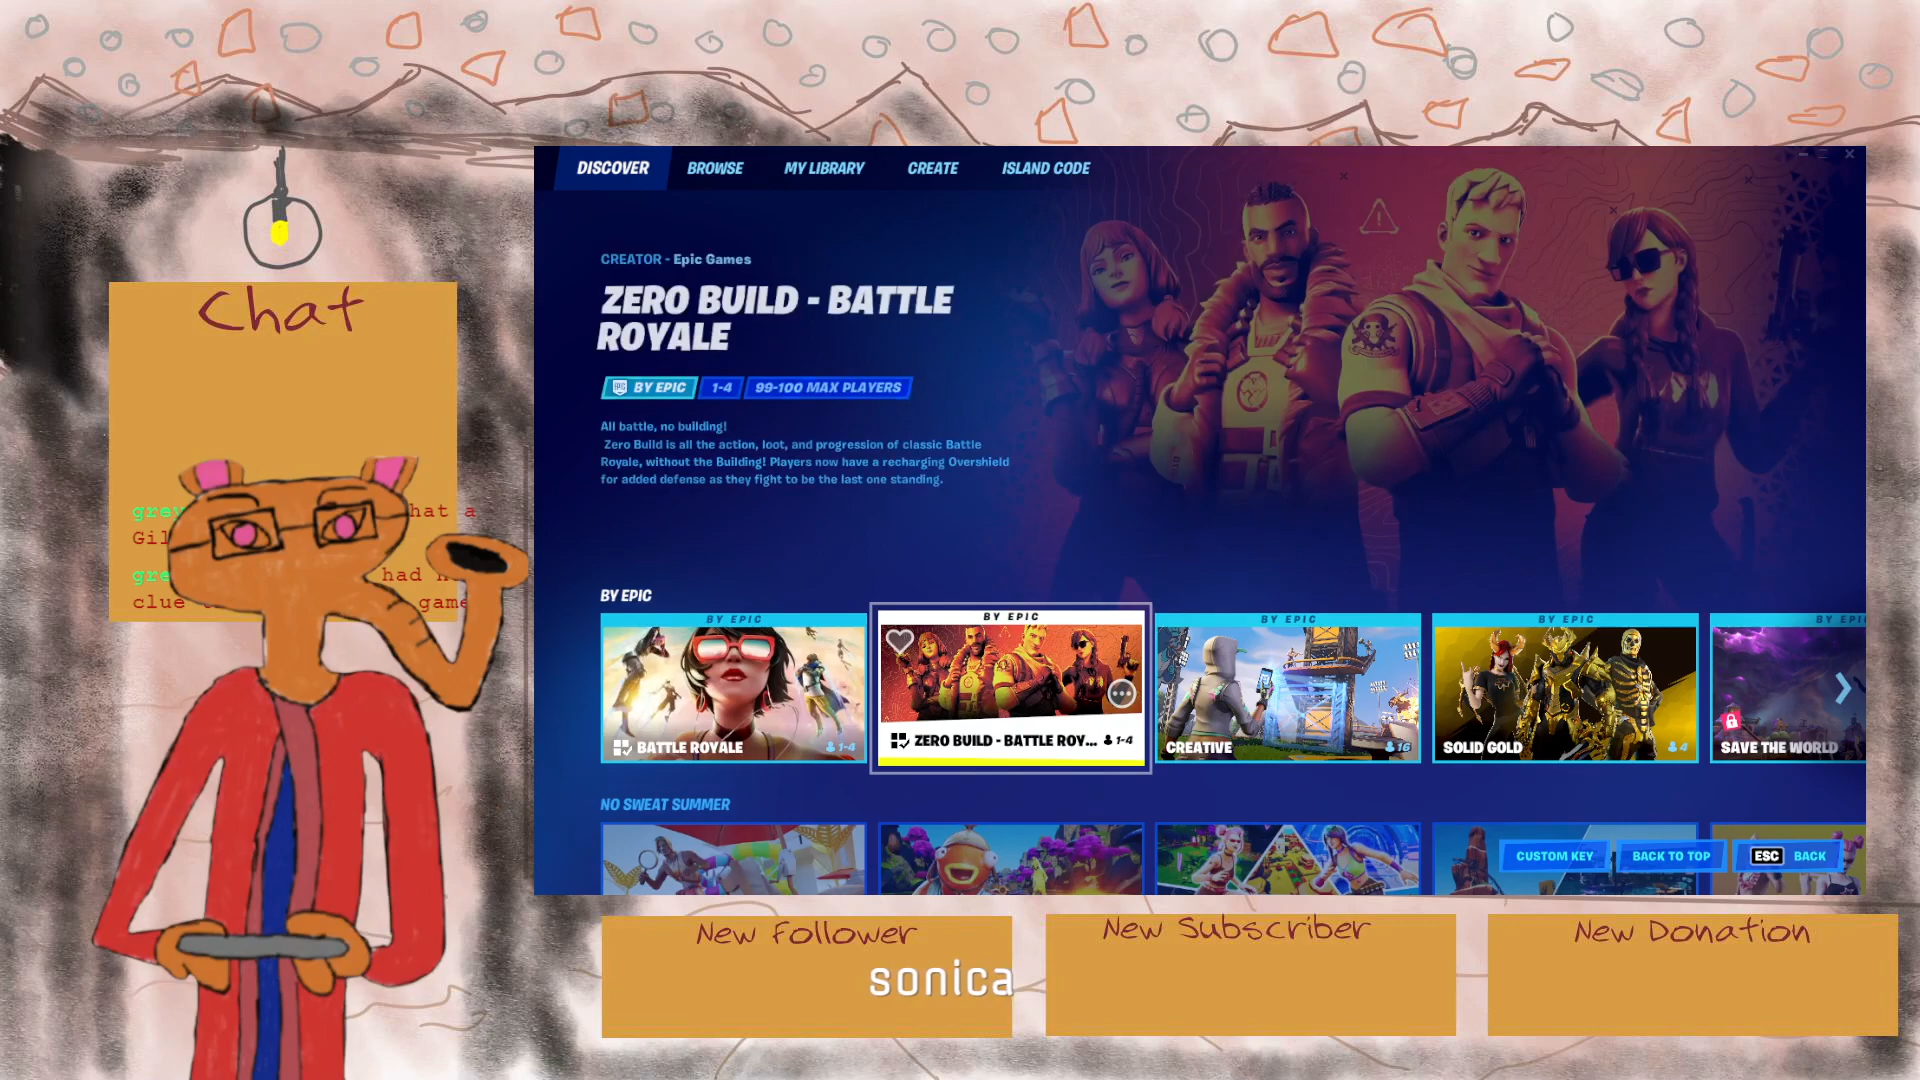 DISCOVER BROWSE MY LIBRARY CREATE ISLAND CODE
CREATOR - Epic Games
ZERO BUILD - BATTLE
ROYALE
BY EPIC 1-4 99-100 MAX PLAYERS
All battle, no building!
Zero Build is all the action, loot, and progression of classic Battle
Royale, without the Building! Players now have a recharging Overshield
for added defense as they fight to be the last one standing.
Chat
hat a
Gil
had
clue game
BY EPIC
BY EPIC
BATTLE ROYALE 1-4
BY EPIC
ZERO BUILD - BATTLE ROY... 1-4
BY EPIC
CREATIVE 16
BY EPIC
SOLID GOLD 4
BY EPI
SAVE THE WORLD
NO SWEAT SUMMER
CUSTOM KEY BACK TO TOP ESC BACK
New Follower
sonica
New Subscriber
New Donation